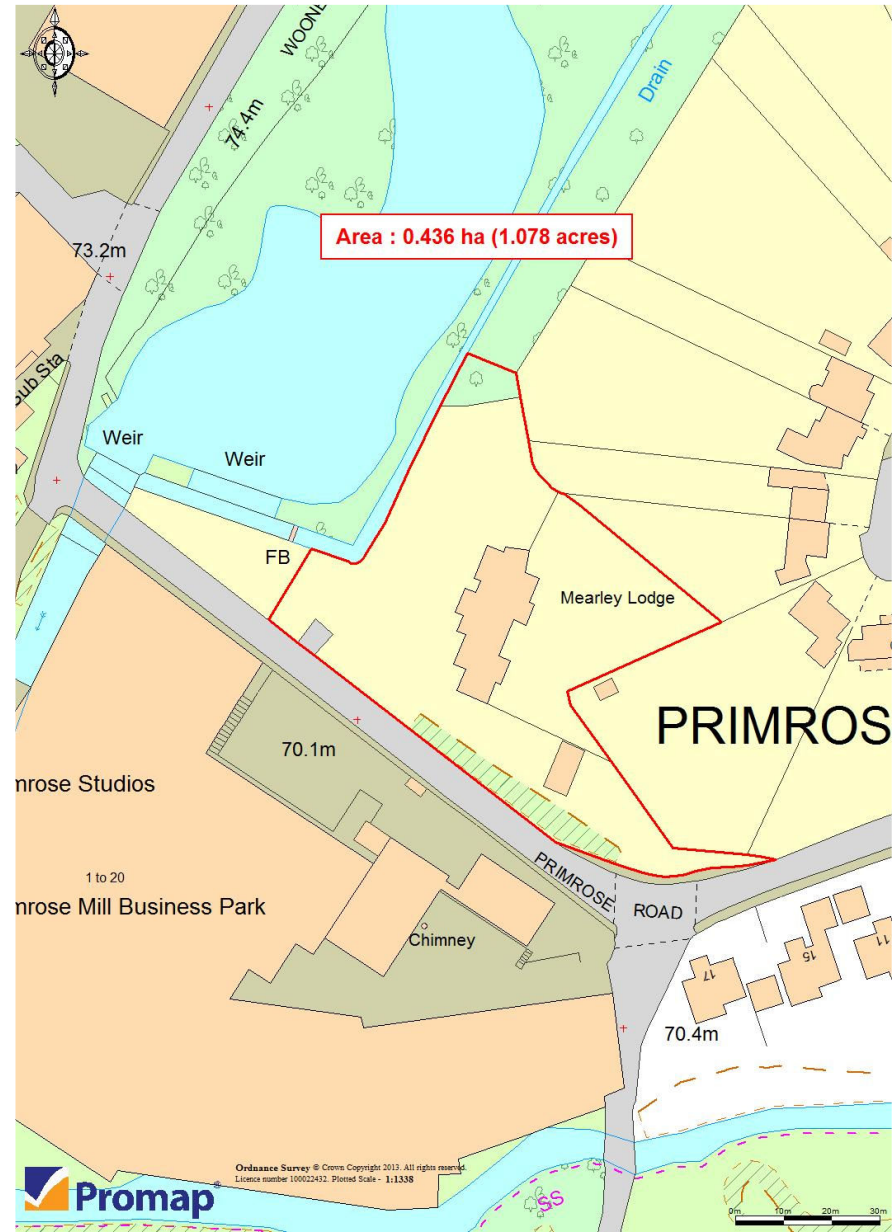 WOONE
74.4m
Drain
Area : 0.436 ha (1.078 acres)
73.2m
Sub Sta
Weir
Weir
FB
Mearley Lodge
PRIMROS
70.1m
mrose Studios
1 to 20
mrose Mill Business Park
PRIMROSE
ROAD
Chimney
17
15
11
70.4m
SS
Ordnance Survey © Crown Copyright 2013. All rights reserved.
Licence number 100022432. Plotted Scale - 1:1338
Promap
0m 10m 20m 30m